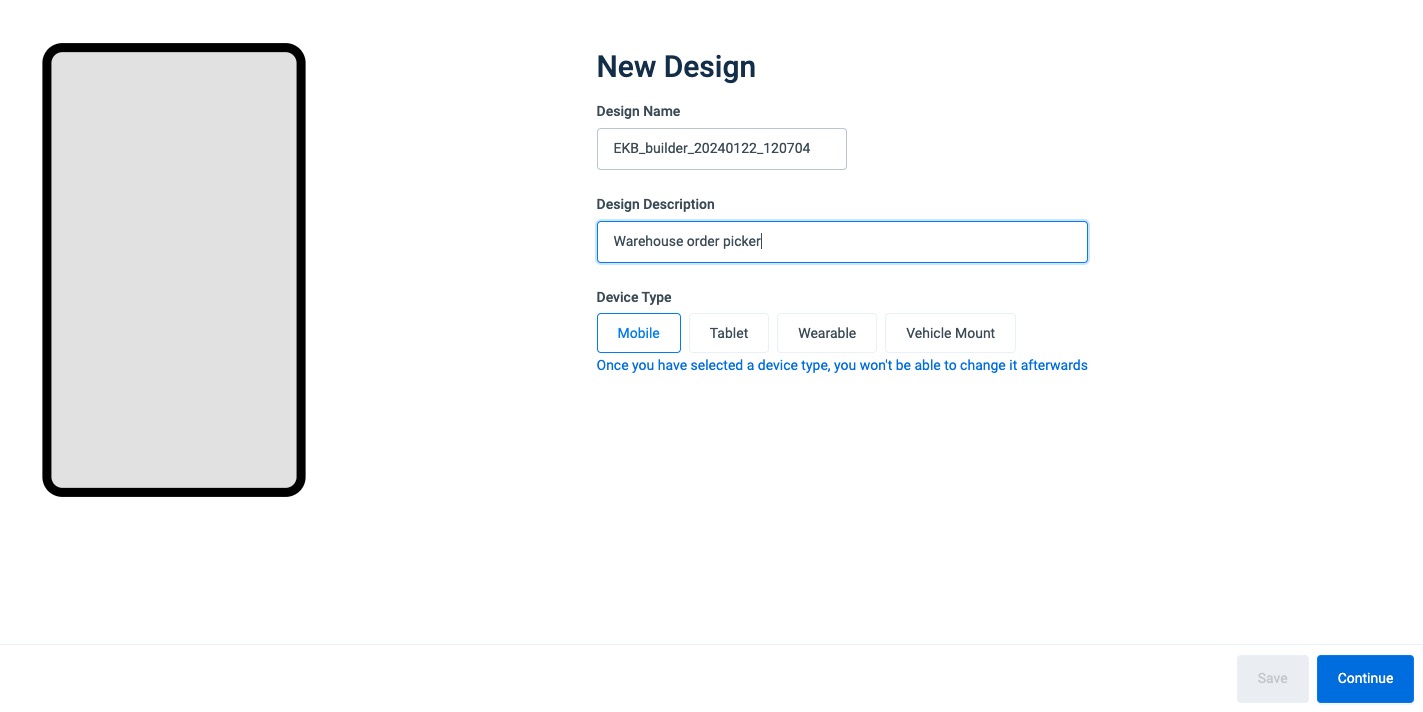 New Design
Design Name
EKB_builder_20240122_120704
Design Description
Warehouse order picker
Device Type
Mobile Tablet Wearable Vehicle Mount
Once you have selected a device type, you won't be able to change it afterwards
Save Continue